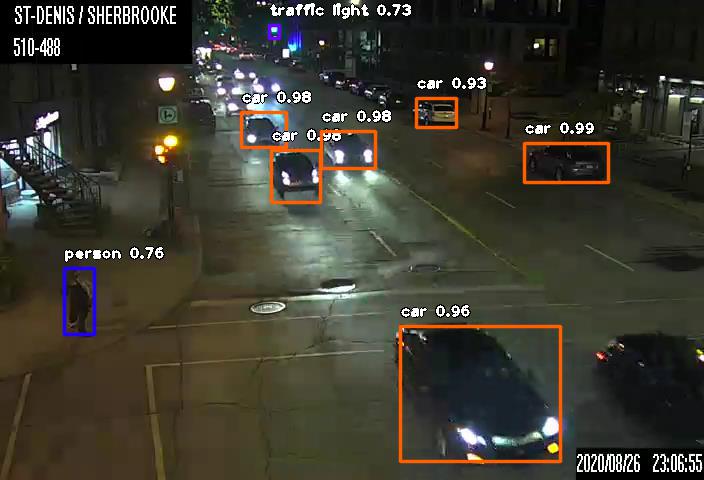 ST-DENIS / SHERBROOKE
510-488
traffic light 0.73
car 0.93
car 0.98
car 0.98
car 0.98
car 0.99
person 0.76
car 0.96
2020/08/26 23:06:55